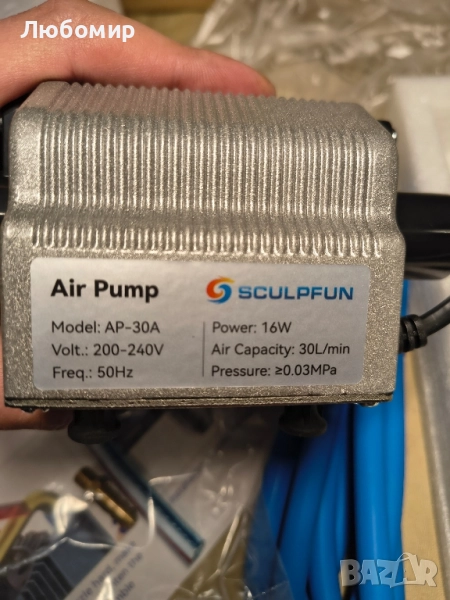 Любомир
Air Pump
SCULPFUN
Model: AP-30A
Volt.: 200-240V
Freq.: 50Hz
Power: 16W
Air Capacity: 30L/min
Pressure: ≥0.03MPa
BAZAR